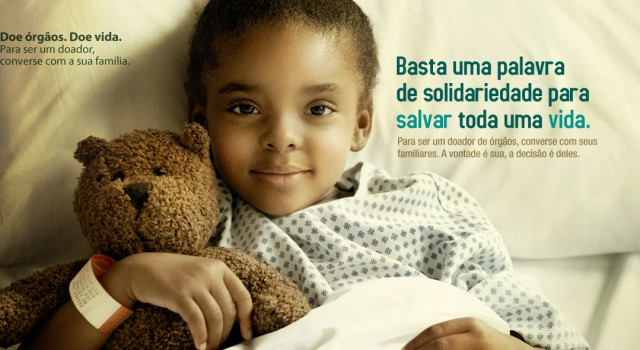 Doe órgãos. Doe vida.
Para ser um doador,
converse com a sua família.
Basta uma palavra
de solidariedade para
salvar toda uma vida.
Para ser um doador de órgãos, converse com seus
familiares. A vontade é sua, a decisão é deles.